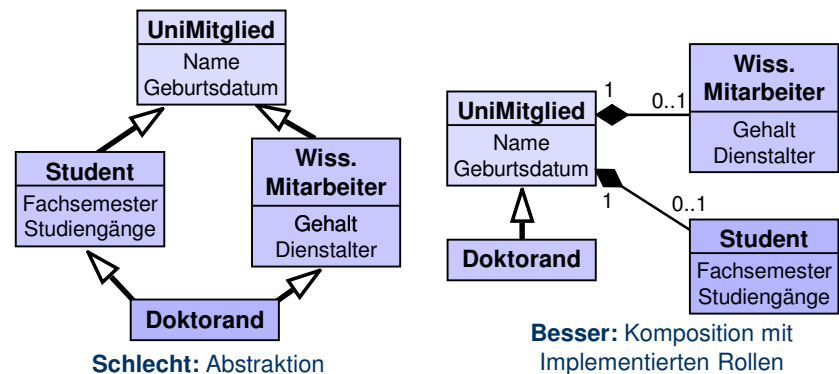 UniMitglied
Name
Geburtsdatum
Student
Fachsemester
Studiengänge
Wiss.
Mitarbeiter
Gehalt
Dienstalter
Doktorand
Schlecht: Abstraktion
UniMitglied
Name
Geburtsdatum
1
0..1
Wiss.
Mitarbeiter
Gehalt
Dienstalter
1
0..1
Student
Fachsemester
Studiengänge
Doktorand
Besser: Komposition mit
Implementierten Rollen